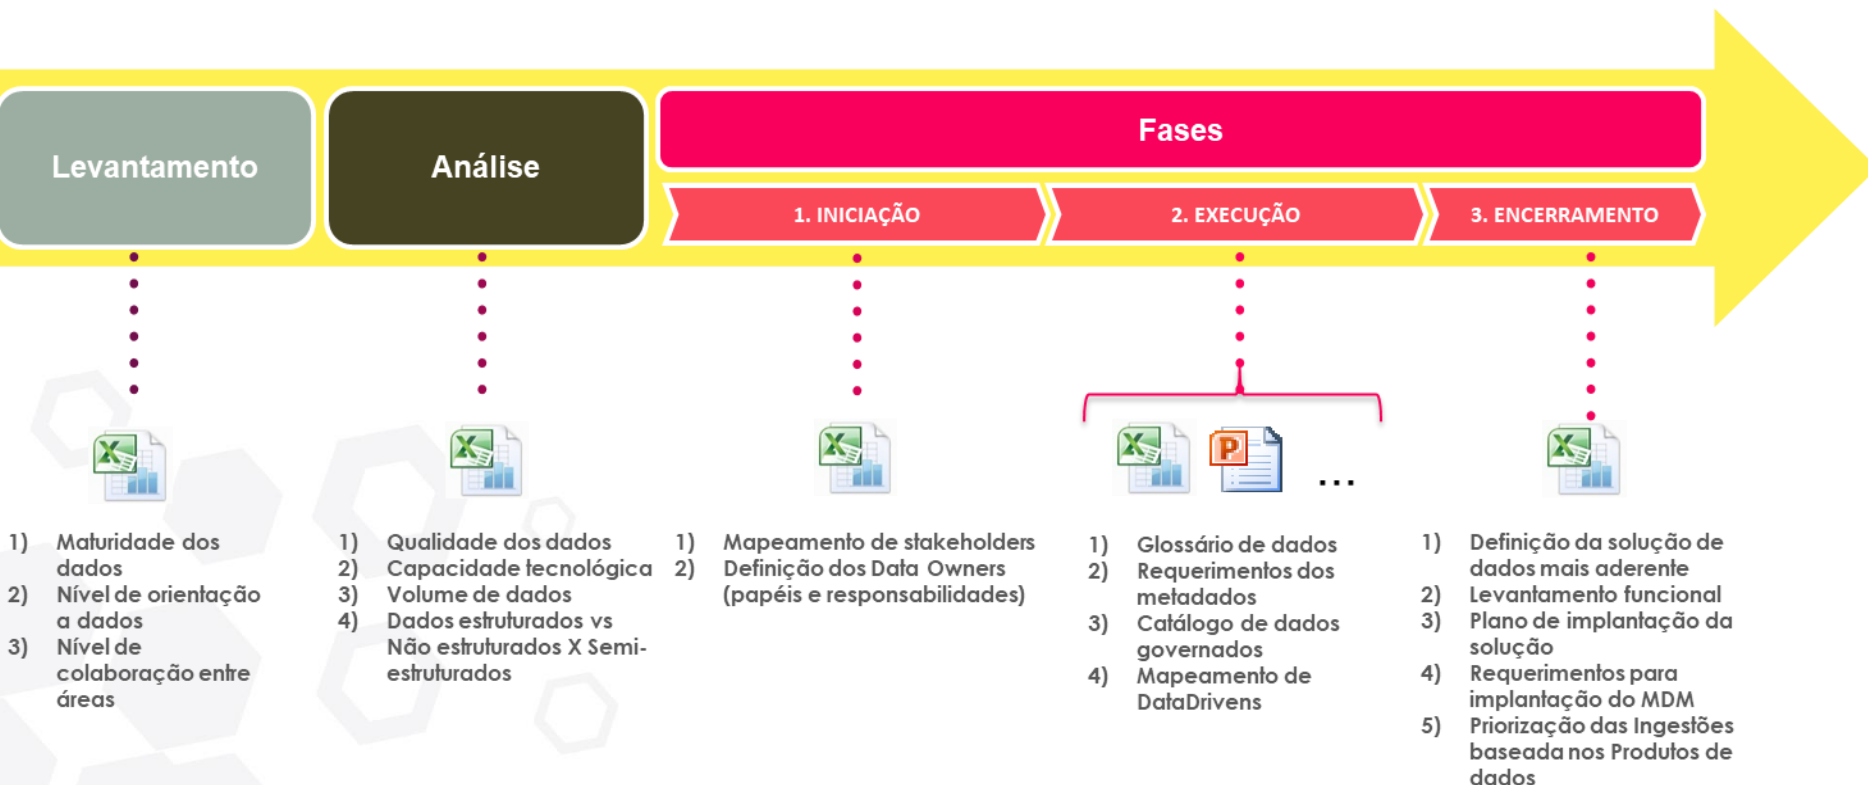 Levantamento
Análise
Fases
1. INICIAÇÃO
2. EXECUÇÃO
3. ENCERRAMENTO
1) Maturidade dos
dados
2) Nível de orientação
a dados
3) Nível de
colaboração entre
áreas
1) Qualidade dos dados
2) Capacidade tecnológica
3) Volume de dados
4) Dados estruturados vs
Não estruturados X Semi-
estruturados
1) Mapeamento de stakeholders
2) Definição dos Data Owners
(papéis e responsabilidades)
...
1) Glossário de dados
2) Requerimentos dos
metadados
3) Catálogo de dados
governados
4) Mapeamento de
DataDrivens
1) Definição da solução de
dados mais aderente
2) Levantamento funcional
3) Plano de implantação da
solução
4) Requerimentos para
implantação do MDM
5) Priorização das Ingestões
baseada nos Produtos de
dados